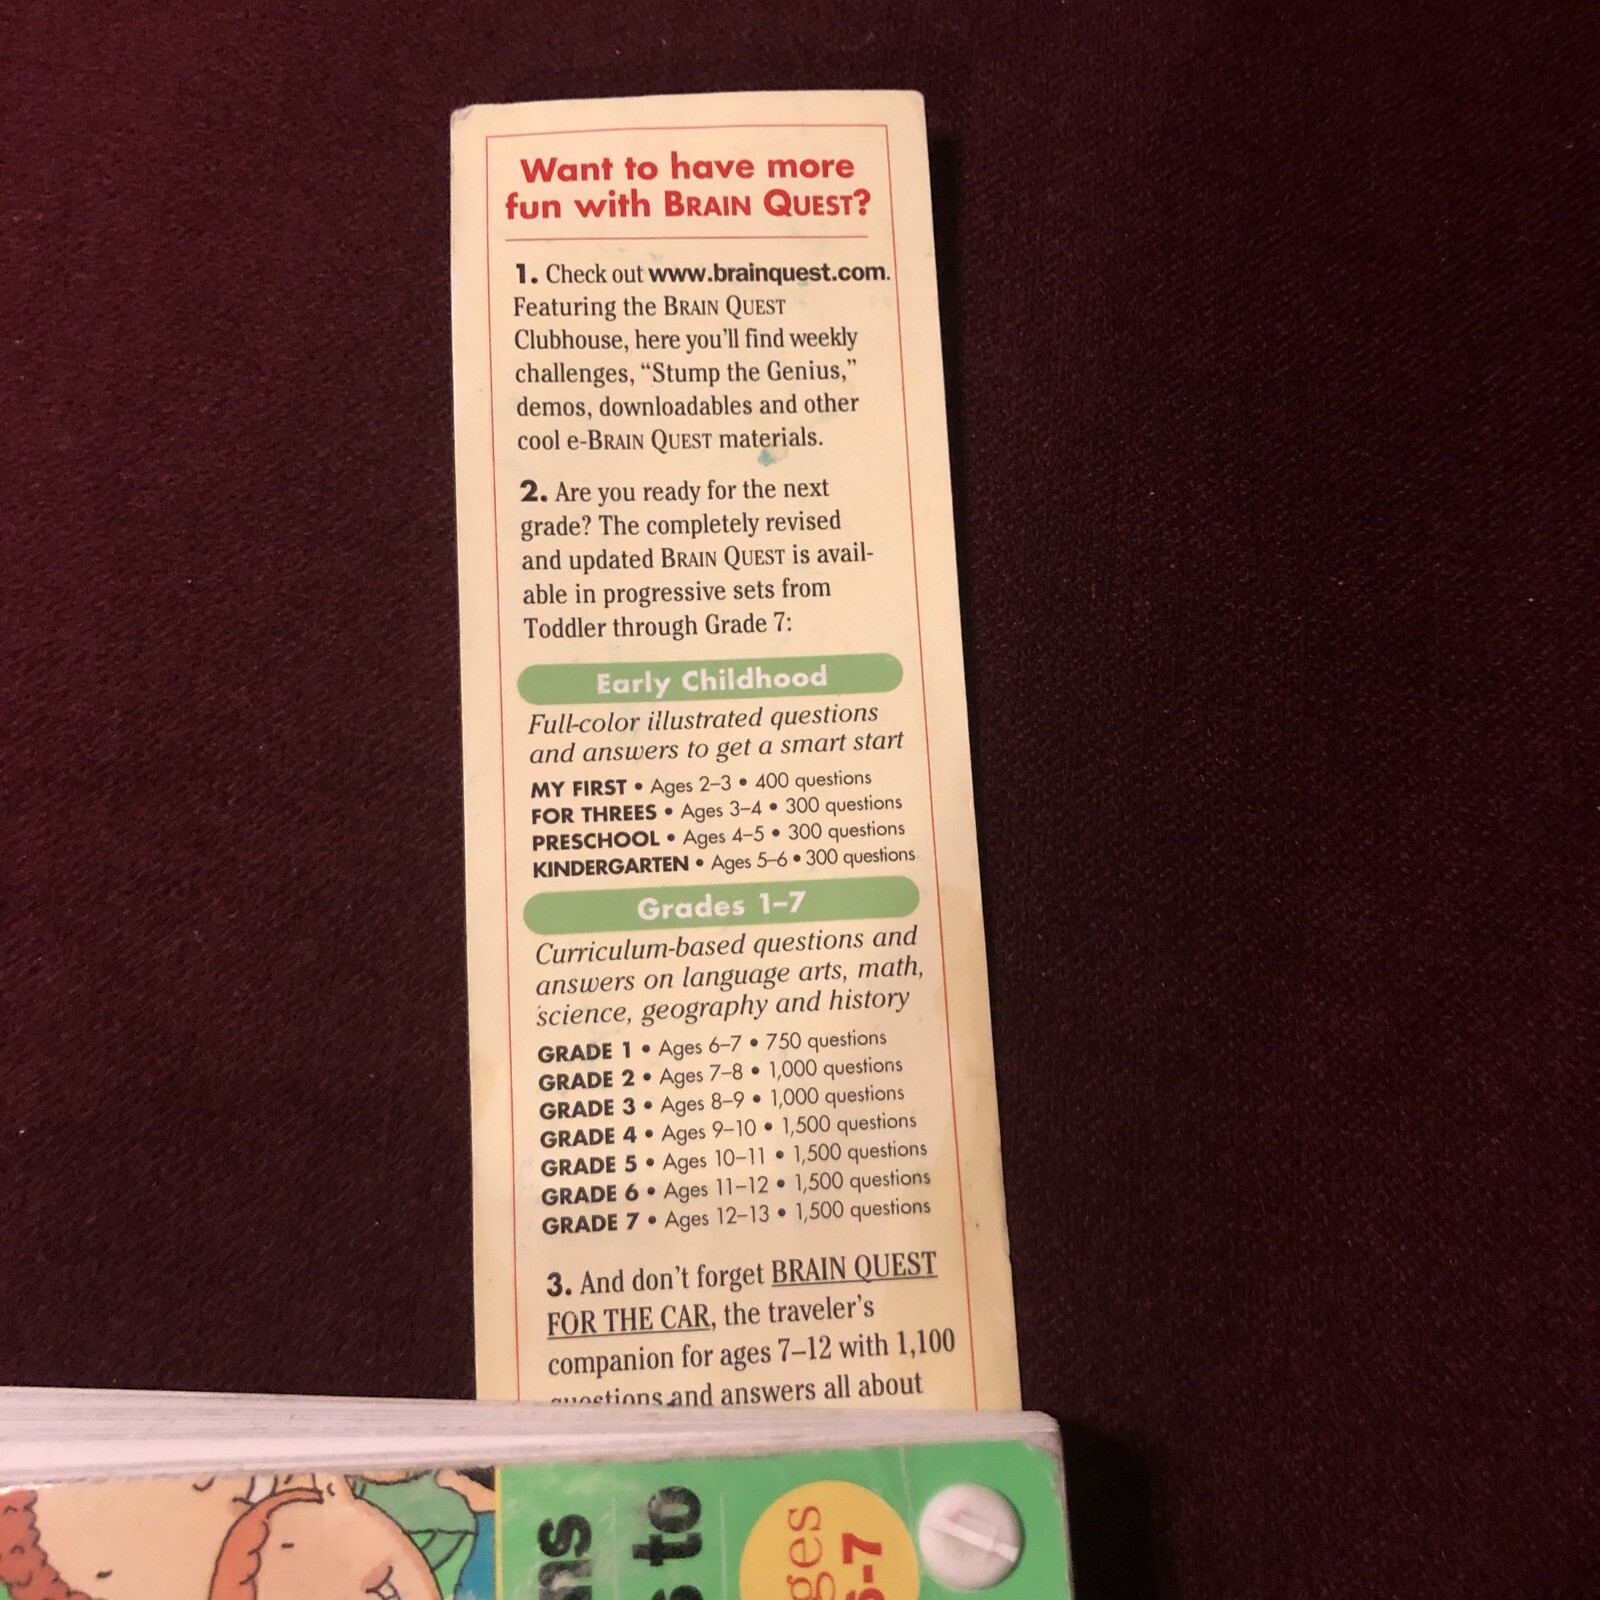 Want to have more
fun with BRAIN QUEST?
1. Check out www.brainquest.com.
Featuring the BRAIN QUEST
Clubhouse, here you'll find weekly
challenges, “Stump the Genius,”
demos, downloadables and other
cool e-BRAIN QUEST materials.
2. Are you ready for the next
grade? The completely revised
and updated BRAIN QUEST is avail-
able in progressive sets from
Toddler through Grade 7:
Early Childhood
Full-color illustrated questions
and answers to get a smart start
MY FIRST • Ages 2–3 • 400 questions
FOR THREES • Ages 3–4 • 300 questions
PRESCHOOL • Ages 4–5 • 300 questions
KINDERGARTEN • Ages 5–6 • 300 questions
Grades 1–7
Curriculum-based questions and
answers on language arts, math,
science, geography and history
GRADE 1 • Ages 6–7 • 750 questions
GRADE 2 • Ages 7–8 • 1,000 questions
GRADE 3 • Ages 8–9 • 1,000 questions
GRADE 4 • Ages 9–10 • 1,500 questions
GRADE 5 • Ages 10–11 • 1,500 questions
GRADE 6 • Ages 11–12 • 1,500 questions
GRADE 7 • Ages 12–13 • 1,500 questions
3. And don't forget BRAIN QUEST
FOR THE CAR, the traveler's
companion for ages 7–12 with 1,100
questions and answers all about
to